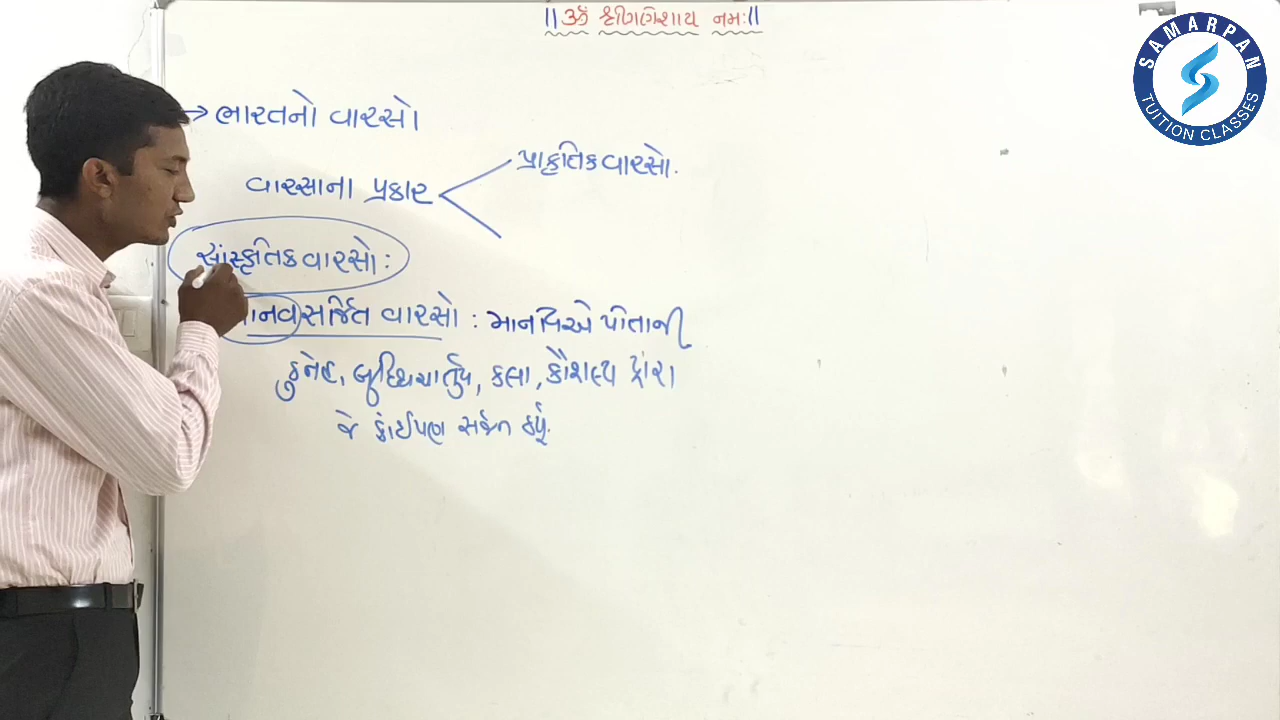 ||ૐ શ્રીગણેશાય નમઃ||
SAMARPAN
TUITION CLASSES
→ ભારતનો વારસો
વારસાના પ્રકાર
પ્રાકૃતિક વારસો.
સાંસ્કૃતિક વારસો :
માનવસર્જિત વારસો : માનવિએ પોતાની
હુનેહ, બુદ્ધિચાર્તુય, કલા, કૌશલ્ય દ્વારા
જે કાંઈપણ સર્જન કર્યુ.